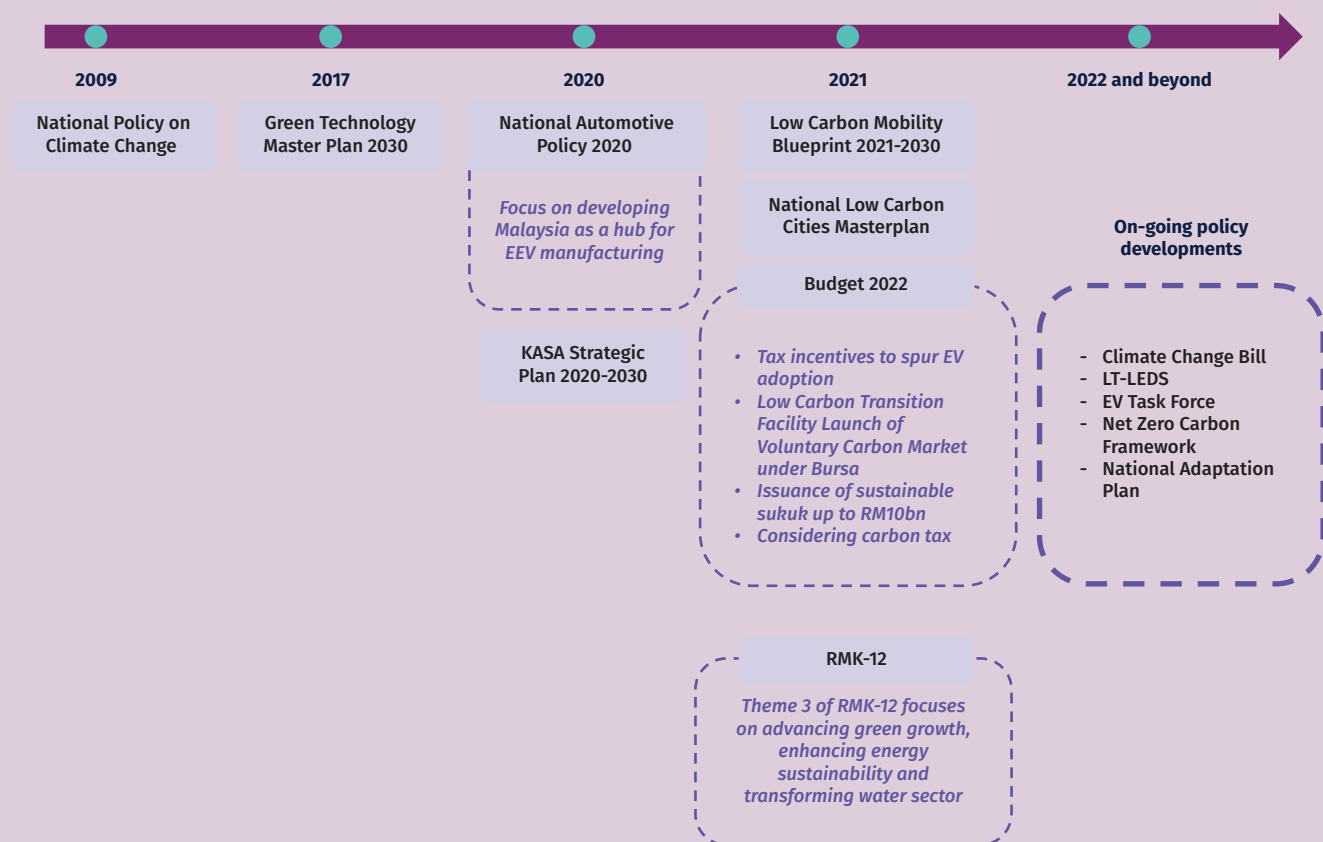 2009
National Policy on
Climate Change
2017
Green Technology
Master Plan 2030
2020
National Automotive
Policy 2020
Focus on developing
Malaysia as a hub for
EEV manufacturing
KASA Strategic
Plan 2020-2030
2021
Low Carbon Mobility
Blueprint 2021-2030
National Low Carbon
Cities Masterplan
Budget 2022
• Tax incentives to spur EV
adoption
• Low Carbon Transition
Facility Launch of
Voluntary Carbon Market
under Bursa
• Issuance of sustainable
sukuk up to RM10bn
• Considering carbon tax
RMK-12
Theme 3 of RMK-12 focuses
on advancing green growth,
enhancing energy
sustainability and
transforming water sector
2022 and beyond
On-going policy
developments
- Climate Change Bill
- LT-LEDS
- EV Task Force
- Net Zero Carbon
Framework
- National Adaptation
Plan